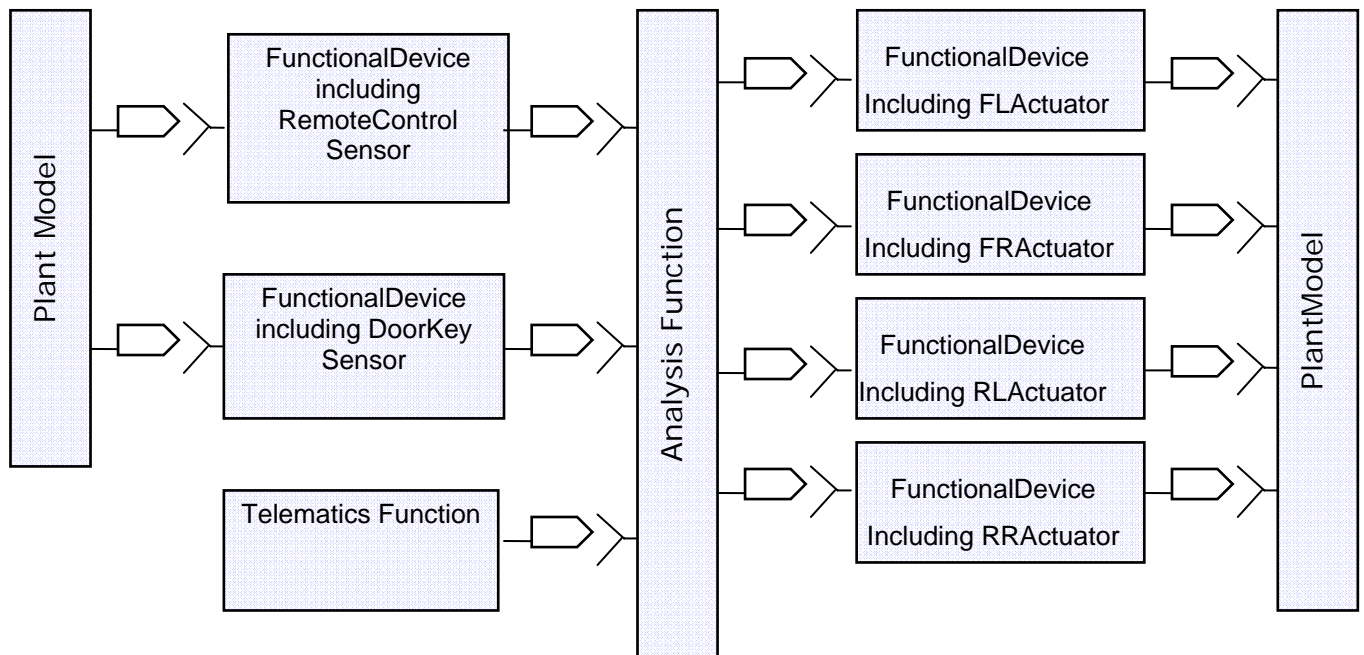 Plant Model
FunctionalDevice
including
RemoteControl
Sensor
FunctionalDevice
including DoorKey
Sensor
Telematics Function
Analysis Function
FunctionalDevice
Including FLActuator
FunctionalDevice
Including FRActuator
FunctionalDevice
Including RLActuator
FunctionalDevice
Including RRActuator
PlantModel